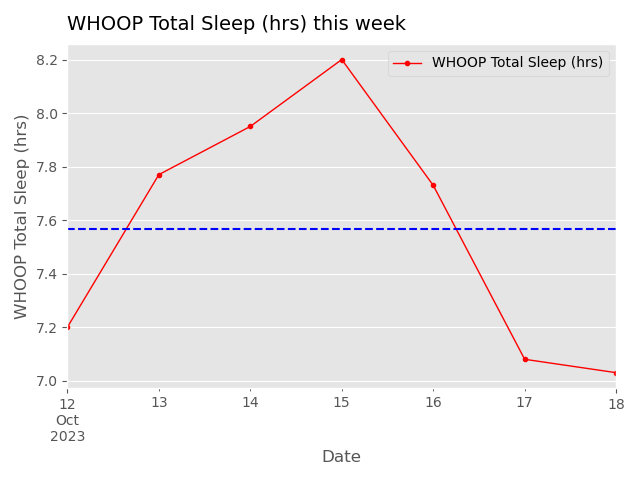 WHOOP Total Sleep (hrs) this week
WHOOP Total Sleep (hrs)
WHOOP Total Sleep (hrs)
8.2
8.0
7.8
7.6
7.4
7.2
7.0
12 13 14 15 16 17 18
Oct
2023
Date